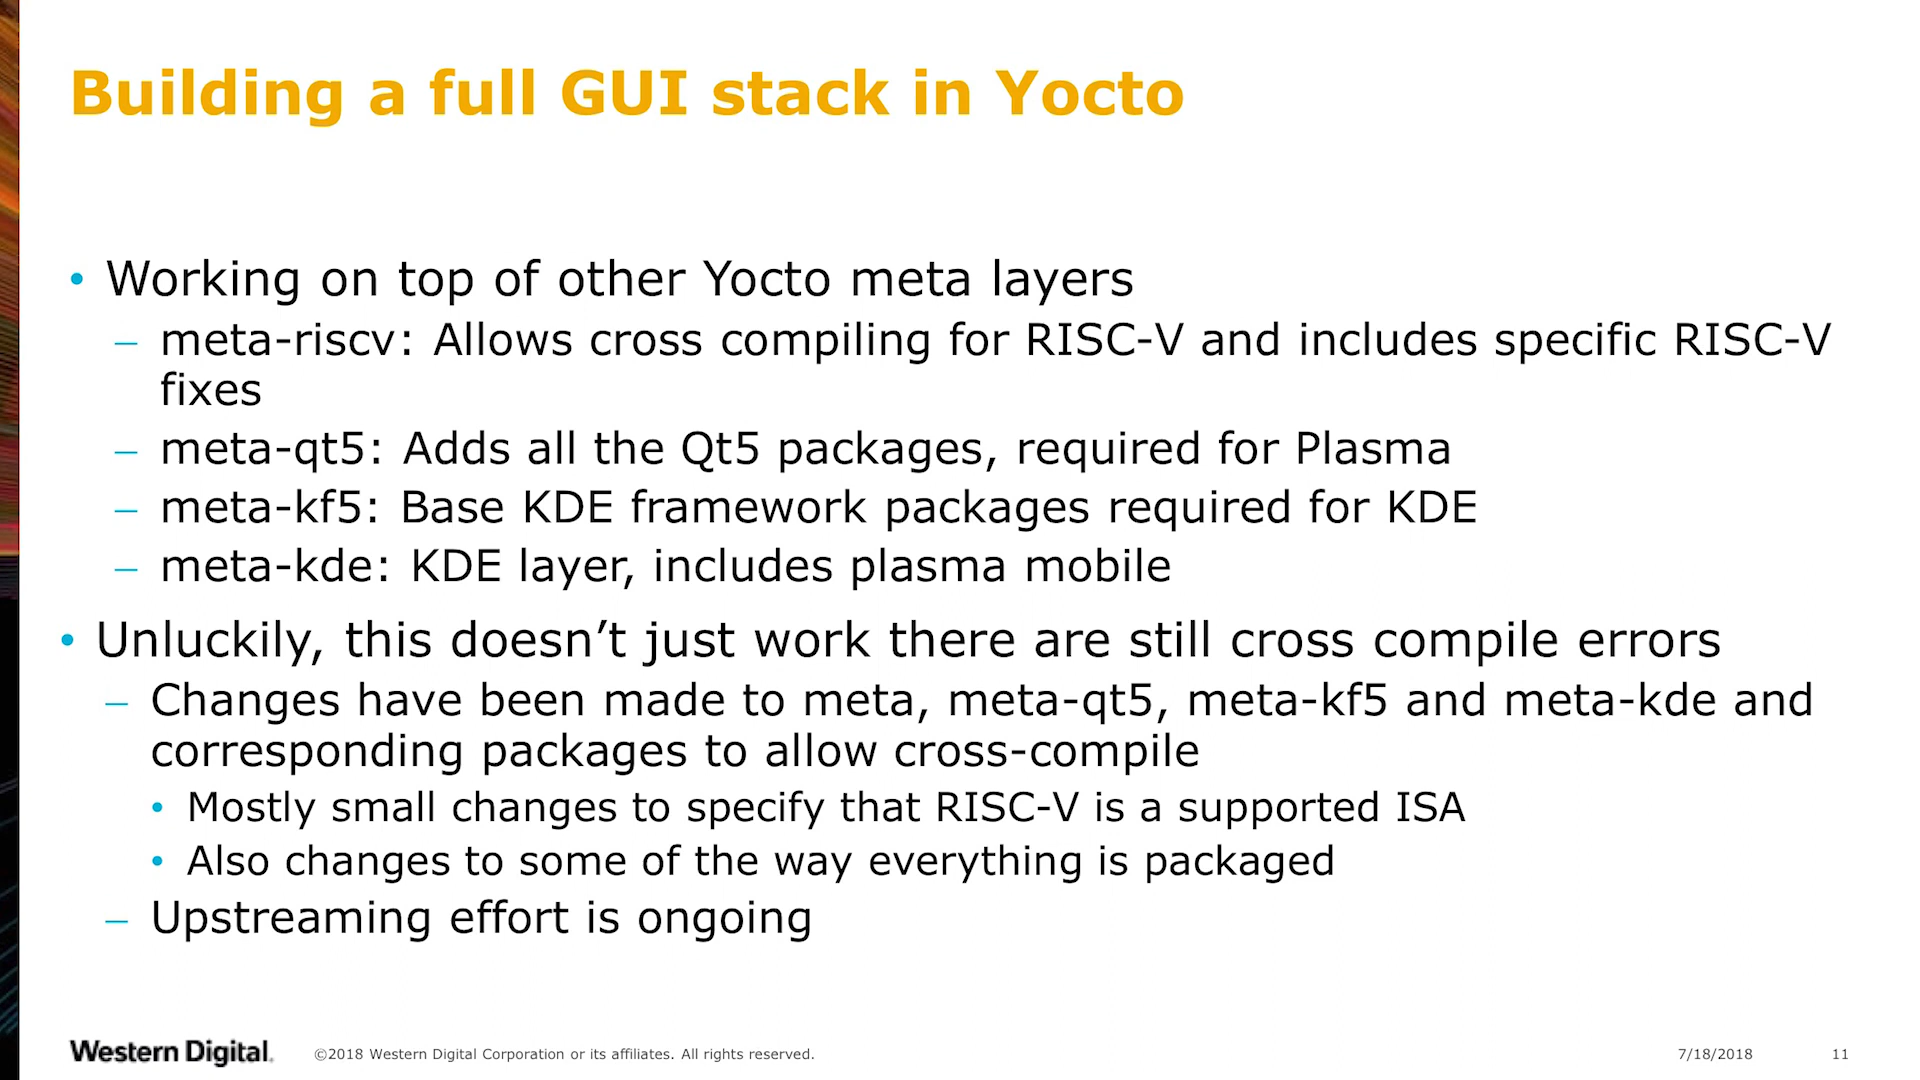 Building a full GUI stack in Yocto
• Working on top of other Yocto meta layers
– meta-riscv: Allows cross compiling for RISC-V and includes specific RISC-V
fixes
– meta-qt5: Adds all the Qt5 packages, required for Plasma
– meta-kf5: Base KDE framework packages required for KDE
– meta-kde: KDE layer, includes plasma mobile
• Unluckily, this doesn’t just work there are still cross compile errors
– Changes have been made to meta, meta-qt5, meta-kf5 and meta-kde and
corresponding packages to allow cross-compile
• Mostly small changes to specify that RISC-V is a supported ISA
• Also changes to some of the way everything is packaged
– Upstreaming effort is ongoing
Western Digital. ©2018 Western Digital Corporation or its affiliates. All rights reserved. 7/18/2018 11